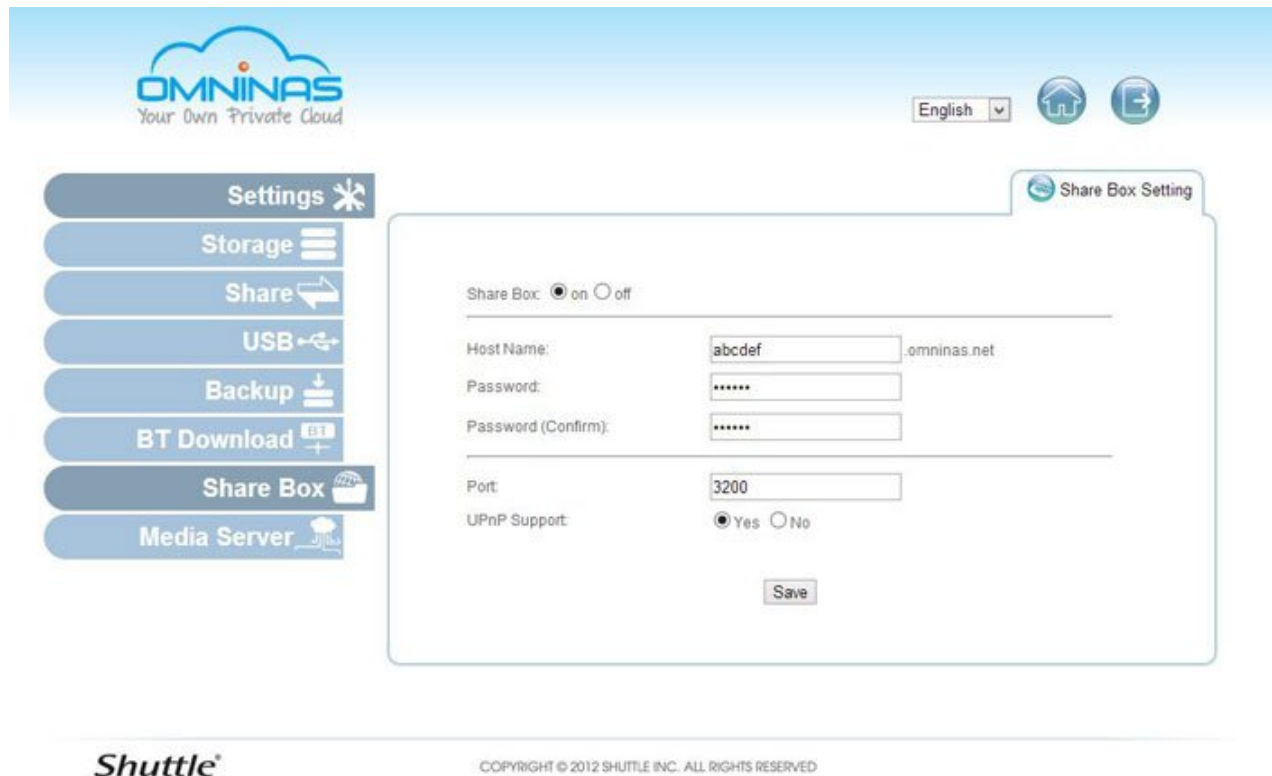 OMNINAS
Your Own Private Cloud
English
Settings
Share Box Setting
Storage
Share
USB
Backup
BT Download
BT
Share Box
Media Server
Share Box: on off
Host Name: abcdef .omninas.net
Password: ••••••
Password (Confirm): ••••••
Port: 3200
UPnP Support: Yes No
Save
Shuttle®
COPYRIGHT © 2012 SHUTTLE INC. ALL RIGHTS RESERVED